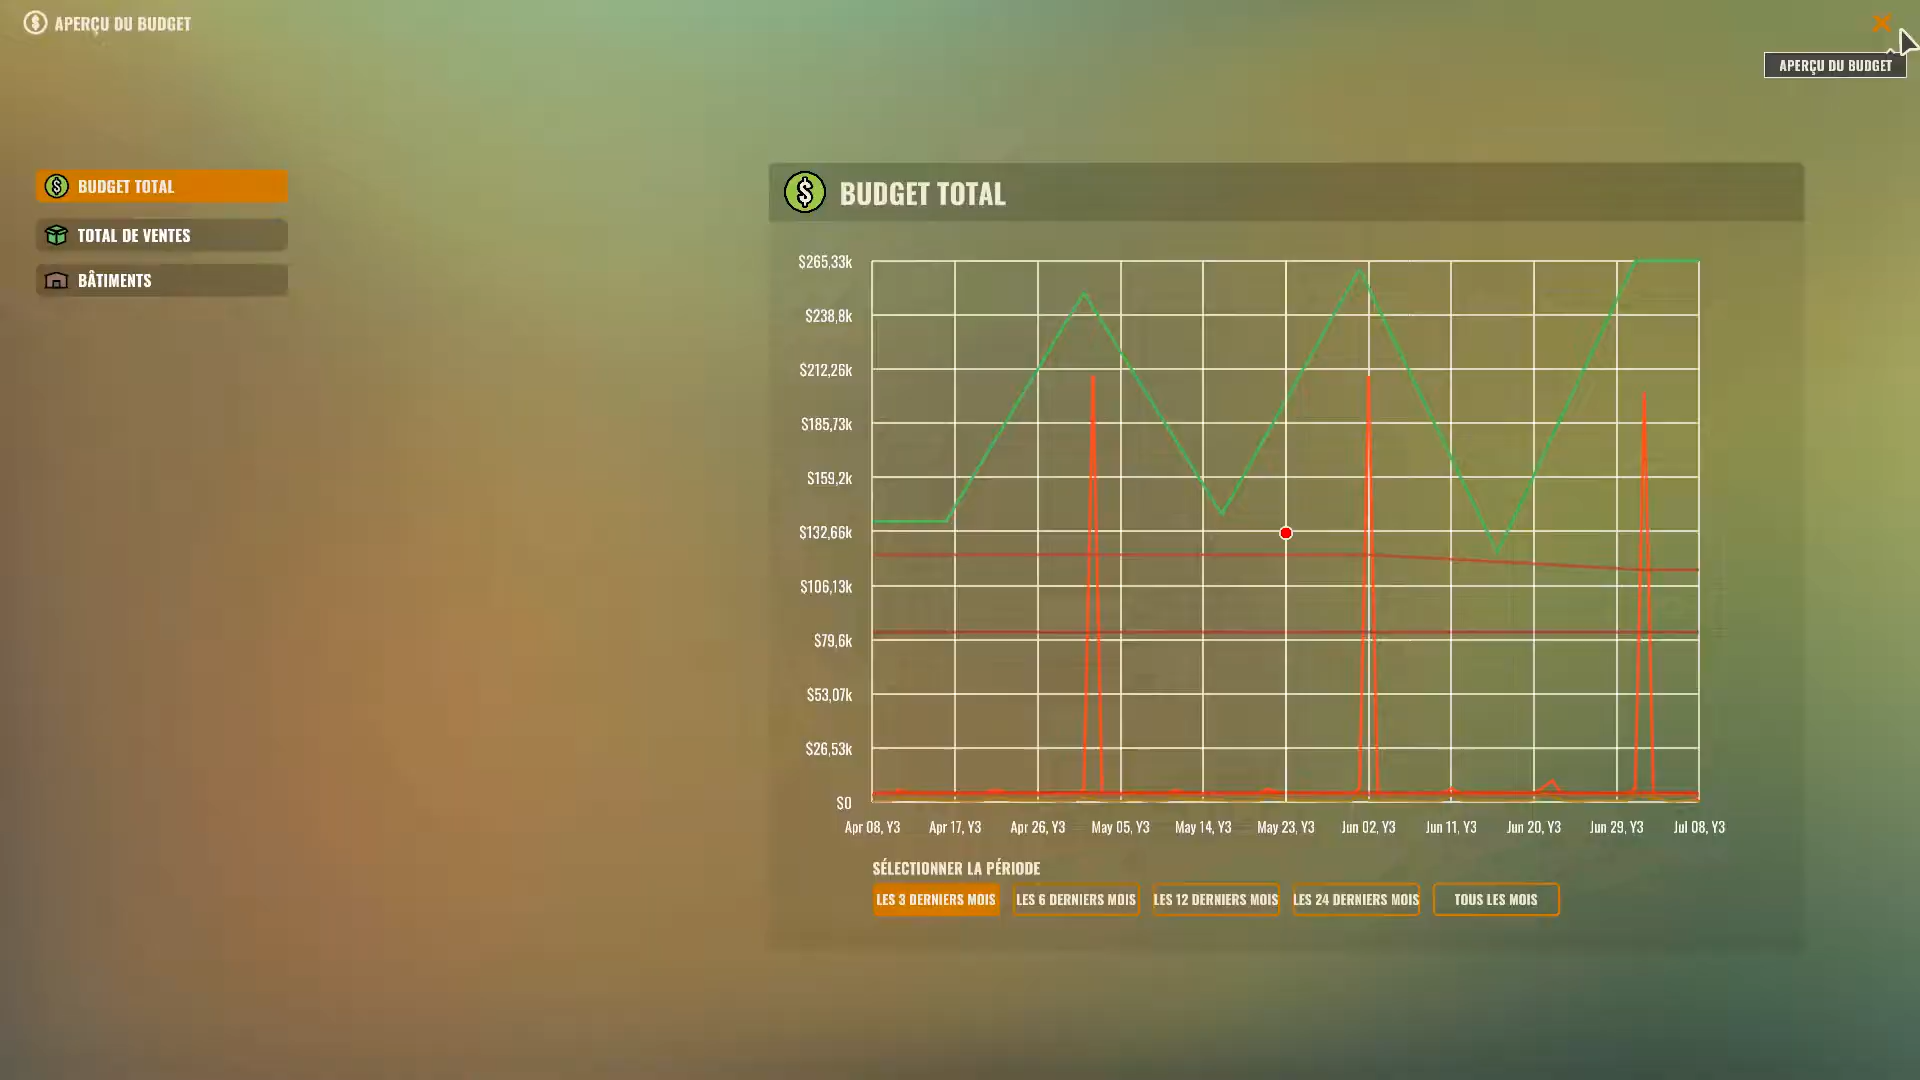 APERÇU DU BUDGET
APERÇU DU BUDGET
BUDGET TOTAL
TOTAL DE VENTES
BÂTIMENTS
BUDGET TOTAL
$265,33k
$238,8k
$212,26k
$185,73k
$159,2k
$132,66k
$106,13k
$79,6k
$53,07k
$26,53k
$0
Apr 08, Y3 Apr 17, Y3 Apr 26, Y3 May 05, Y3 May 14, Y3 May 23, Y3 Jun 02, Y3 Jun 11, Y3 Jun 20, Y3 Jun 29, Y3 Jul 08, Y3
SÉLECTIONNER LA PÉRIODE
LES 3 DERNIERS MOIS LES 6 DERNIERS MOIS LES 12 DERNIERS MOIS LES 24 DERNIERS MOIS TOUS LES MOIS